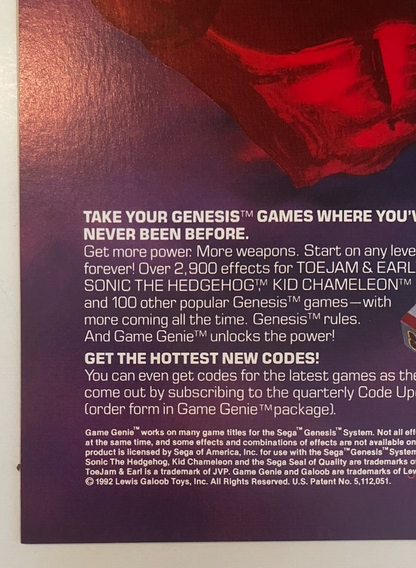 TAKE YOUR GENESIS™ GAMES WHERE YOU'V
NEVER BEEN BEFORE.
Get more power. More weapons. Start on any leve
forever! Over 2,900 effects for TOEJAM & EARL
SONIC THE HEDGEHOG™, KID CHAMELEON™
and 100 other popular Genesis™ games—with
more coming all the time. Genesis™ rules.
And Game Genie™ unlocks the power!
GET THE HOTTEST NEW CODES!
You can even get codes for the latest games as the
come out by subscribing to the quarterly Code Up
(order form in Game Genie™ package).
Game Genie™ works on many game titles for the Sega™ Genesis™ System. Not all eff
at the same time, and some effects and combinations of effects are not available on
product is licensed by Sega of America, Inc. for use with the Sega™ Genesis™ System
Sonic The Hedgehog, Kid Chameleon and the Sega Seal of Quality are trademarks o
ToeJam & Earl is a trademark of JVP. Game Genie and Galoob are trademarks of Lew
© 1992 Lewis Galoob Toys, Inc. All Rights Reserved. U.S. Patent No. 5,112,051.